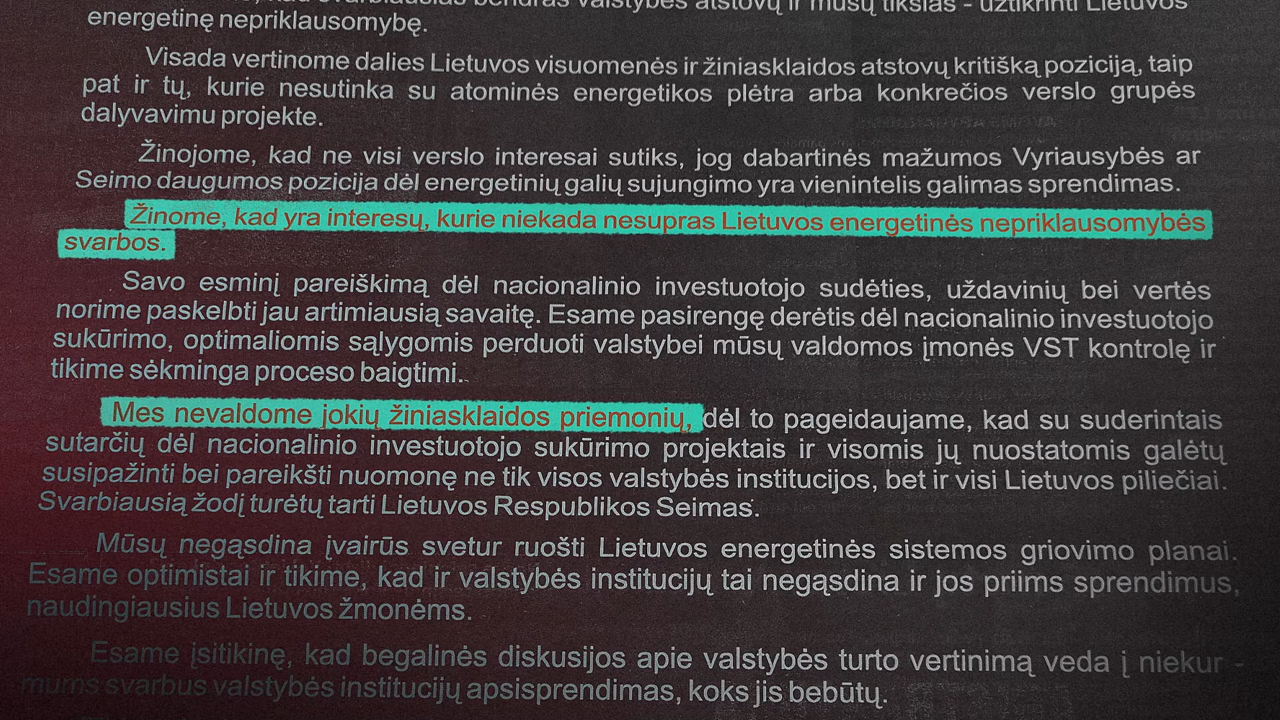 energetinę nepriklausomybę.
Visada vertinome dalies Lietuvos visuomenės ir žiniasklaidos atstovų kritišką poziciją, taip
pat ir tų, kurie nesutinka su atominės energetikos plėtra arba konkrečios verslo grupės
dalyvavimu projekte.
Žinojome, kad ne visi verslo interesai sutiks, jog dabartinės mažumos Vyriausybės ar
Seimo daugumos pozicija dėl energetinių galių sujungimo yra vienintelis galimas sprendimas.
Žinome, kad yra interesų, kurie niekada nesupras Lietuvos energetinės nepriklausomybės
svarbos.
Savo esminį pareiškimą dėl nacionalinio investuotojo sudėties, uždavinių bei vertės
norime paskelbti jau artimiausią savaitę. Esame pasirengę derėtis dėl nacionalinio investuotojo
sukūrimo, optimaliomis sąlygomis perduoti valstybei mūsų valdomos įmonės VST kontrolę ir
tikime sėkminga proceso baigtimi.
Mes nevaldome jokių žiniasklaidos priemonių, dėl to pageidaujame, kad su suderintais
sutarčių dėl nacionalinio investuotojo sukūrimo projektais ir visomis jų nuostatomis galėtų
susipažinti bei pareikšti nuomonę ne tik visos valstybės institucijos, bet ir visi Lietuvos piliečiai.
Svarbiausią žodį turėtų tarti Lietuvos Respublikos Seimas.
Mūsų negąsdina įvairūs svetur ruošti Lietuvos energetinės sistemos griovimo planai.
Esame optimistai ir tikime, kad ir valstybės institucijų tai negąsdina ir jos priims sprendimus,
naudingiausius Lietuvos žmonėms.
Esame įsitikinę, kad begalinės diskusijos apie valstybės turto vertinimą veda į niekur -
mums svarbus valstybės institucijų apsisprendimas, koks jis bebūtų.